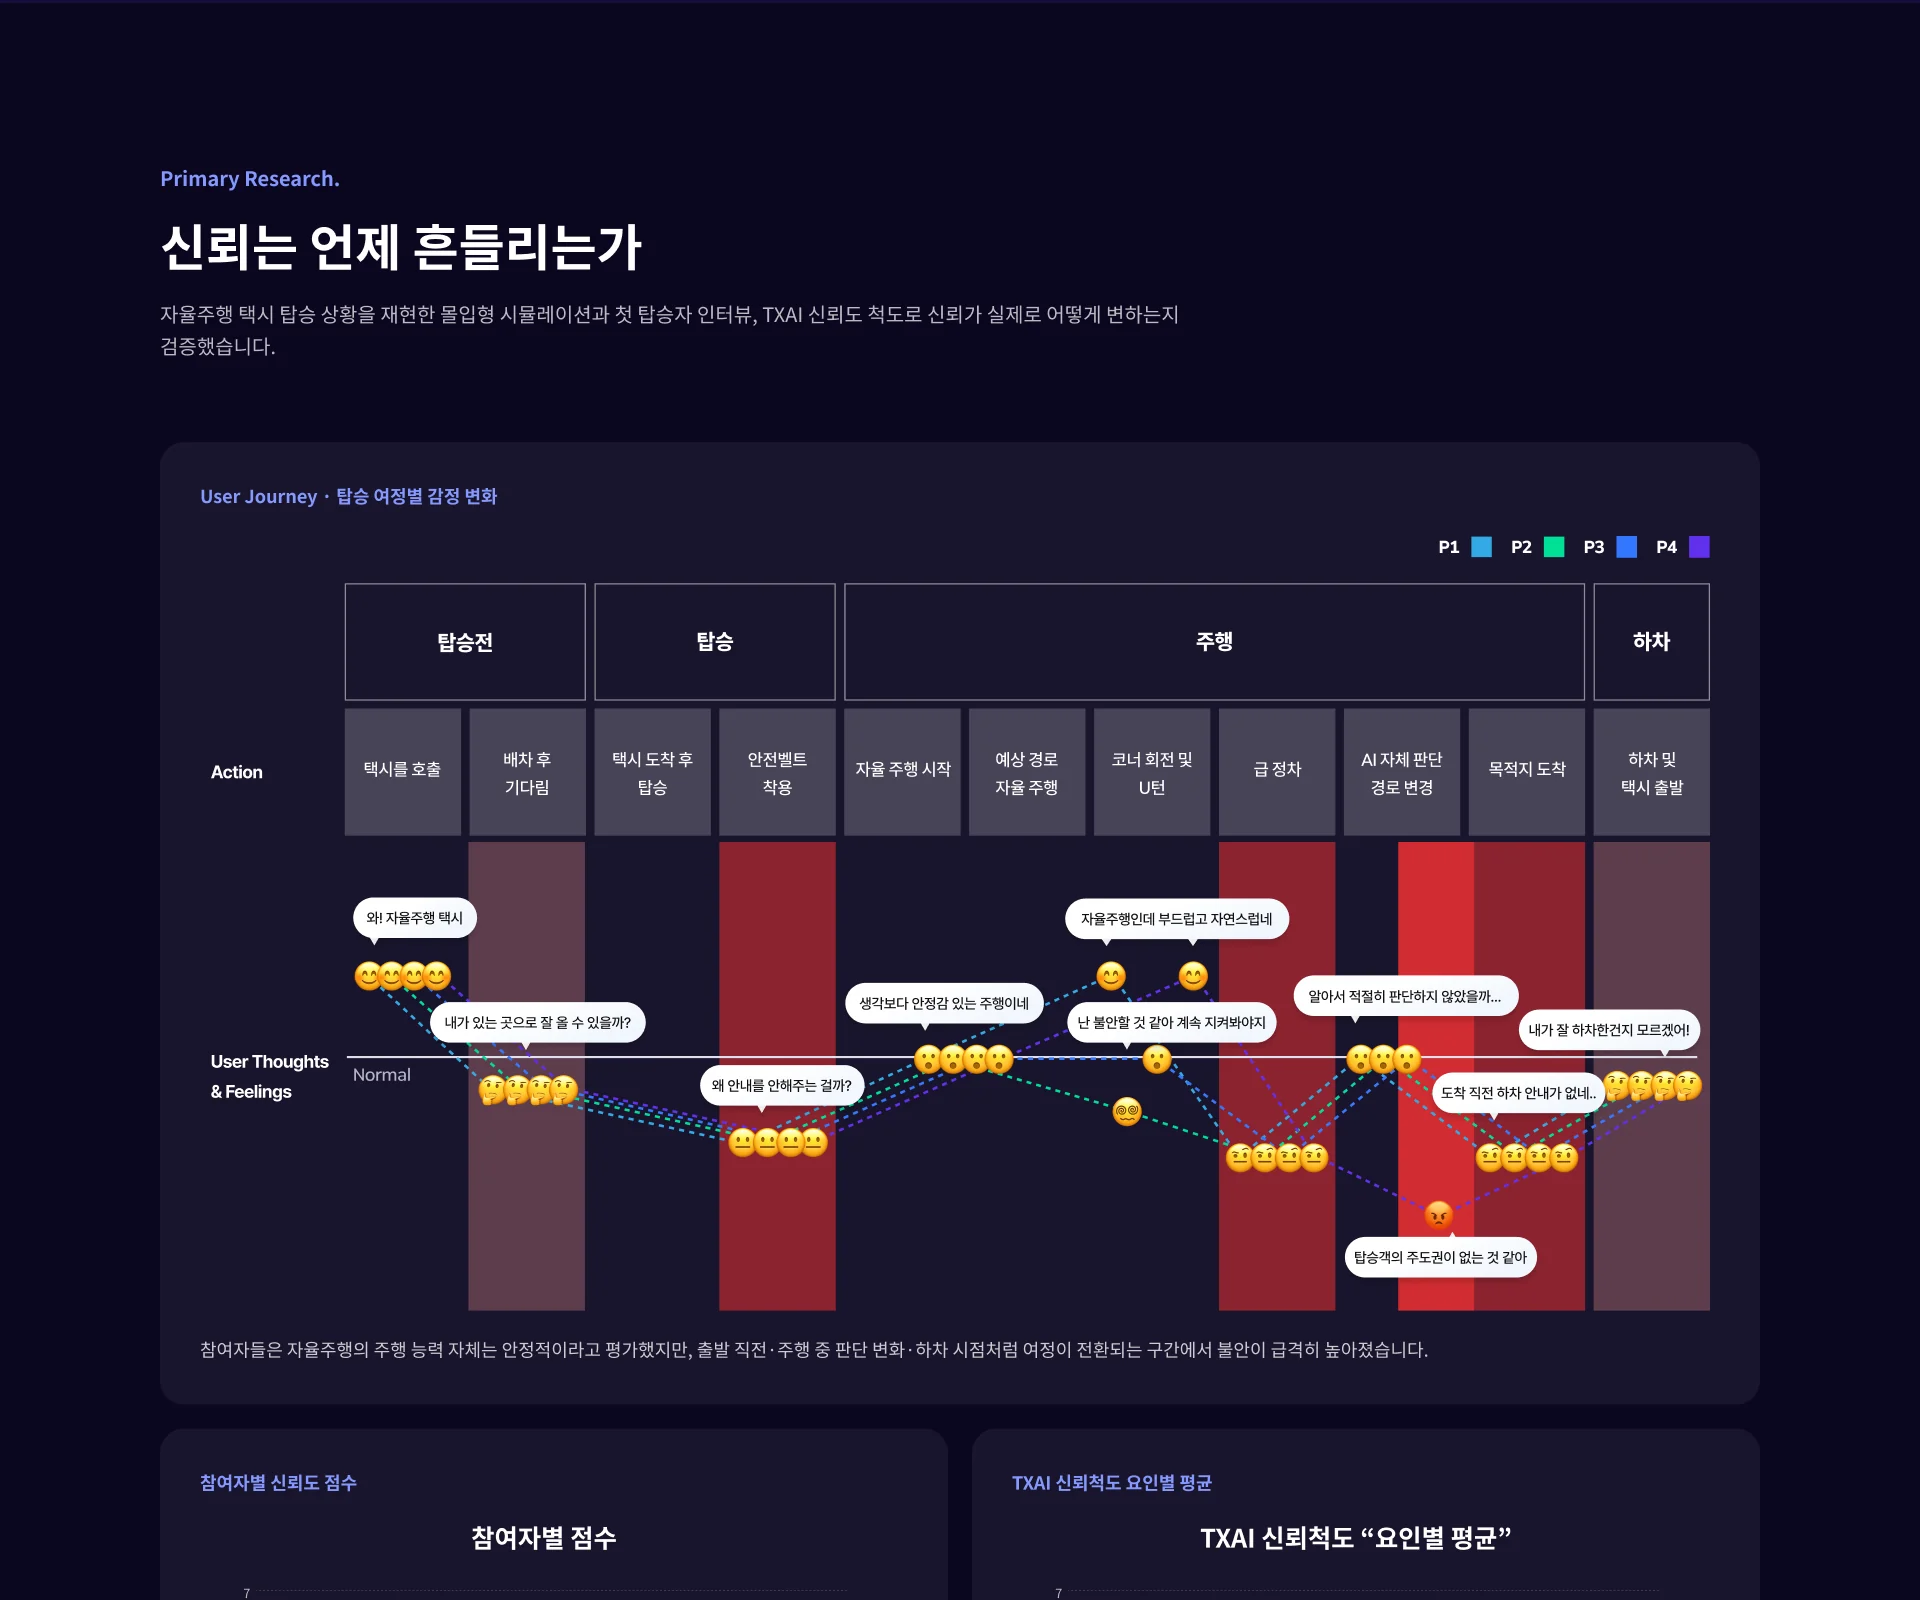 Primary Research.
신뢰는 언제 흔들리는가
자율주행 택시 탑승 상황을 재현한 몰입형 시뮬레이션과 첫 탑승자 인터뷰, TXAI 신뢰도 척도로 신뢰가 실제로 어떻게 변하는지
검증했습니다.
User Journey · 탑승 여정별 감정 변화
P1 P2 P3 P4
탑승전 탑승 주행 하차
Action
택시를 호출
배차 후
기다림
택시 도착 후
탑승
안전벨트
착용
자율 주행 시작
예상 경로
자율 주행
코너 회전 및
U턴
급 정차
AI 자체 판단
경로 변경
목적지 도착
하차 및
택시 출발
User Thoughts
& Feelings
Normal
와! 자율주행 택시
내가 있는 곳으로 잘 올 수 있을까?
왜 안내를 안해주는 걸까?
생각보다 안정감 있는 주행이네
자율주행인데 부드럽고 자연스럽네
난 불안할 것 같아 계속 지켜봐야지
알아서 적절히 판단하지 않았을까...
내가 잘 하차한건지 모르겠어!
도착 직전 하차 안내가 없네..
탑승객의 주도권이 없는 것 같아
참여자들은 자율주행의 주행 능력 자체는 안정적이라고 평가했지만, 출발 직전·주행 중 판단 변화·하차 시점처럼 여정이 전환되는 구간에서 불안이 급격히 높아졌습니다.
참여자별 신뢰도 점수
참여자별 점수
7
TXAI 신뢰척도 요인별 평균
TXAI 신뢰척도 “요인별 평균”
7